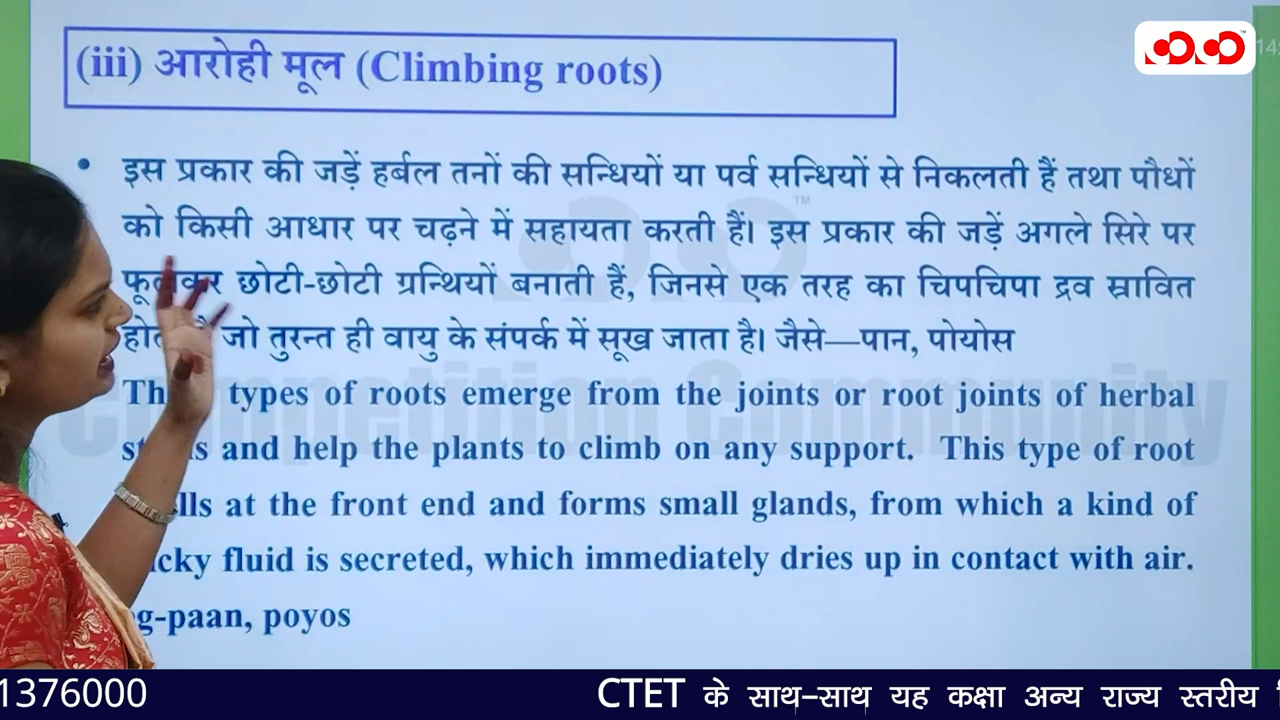 (iii) आरोही मूल (Climbing roots)
• इस प्रकार की जड़ें हर्बल तनों की सन्धियों या पर्व सन्धियों से निकलती हैं तथा पौधों
को किसी आधार पर चढ़ने में सहायता करती हैं। इस प्रकार की जड़ें अगले सिरे पर
छोटी-छोटी ग्रन्थियों बनाती हैं, जिनसे एक तरह का चिपचिपा द्रव स्रावित
जो तुरन्त ही वायु के संपर्क में सूख जाता है। जैसे—पान, पोयोस
types of roots emerge from the joints or root joints of herbal
and help the plants to climb on any support. This type of root
at the front end and forms small glands, from which a kind of
fluid is secreted, which immediately dries up in contact with air.
paan, poyos
Competition Community
1376000
CTET के साथ-साथ यह कक्षा अन्य राज्य स्तरीय